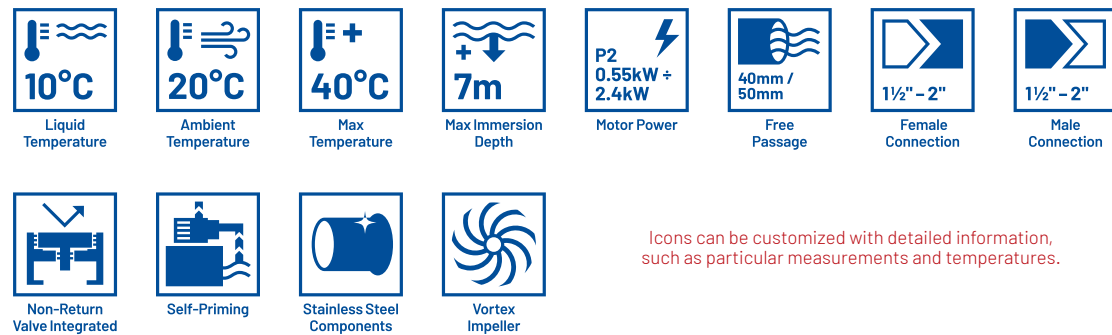 10°C
Liquid
Temperature
20°C
Ambient
Temperature
40°C
Max
Temperature
7m
Max Immersion
Depth
P2
0.55kW ÷
2.4kW
Motor Power
40mm /
50mm
Free
Passage
1½" – 2"
Female
Connection
1½" – 2"
Male
Connection
Non-Return
Valve Integrated
Self-Priming
Stainless Steel
Components
Vortex
Impeller
Icons can be customized with detailed information,
such as particular measurements and temperatures.